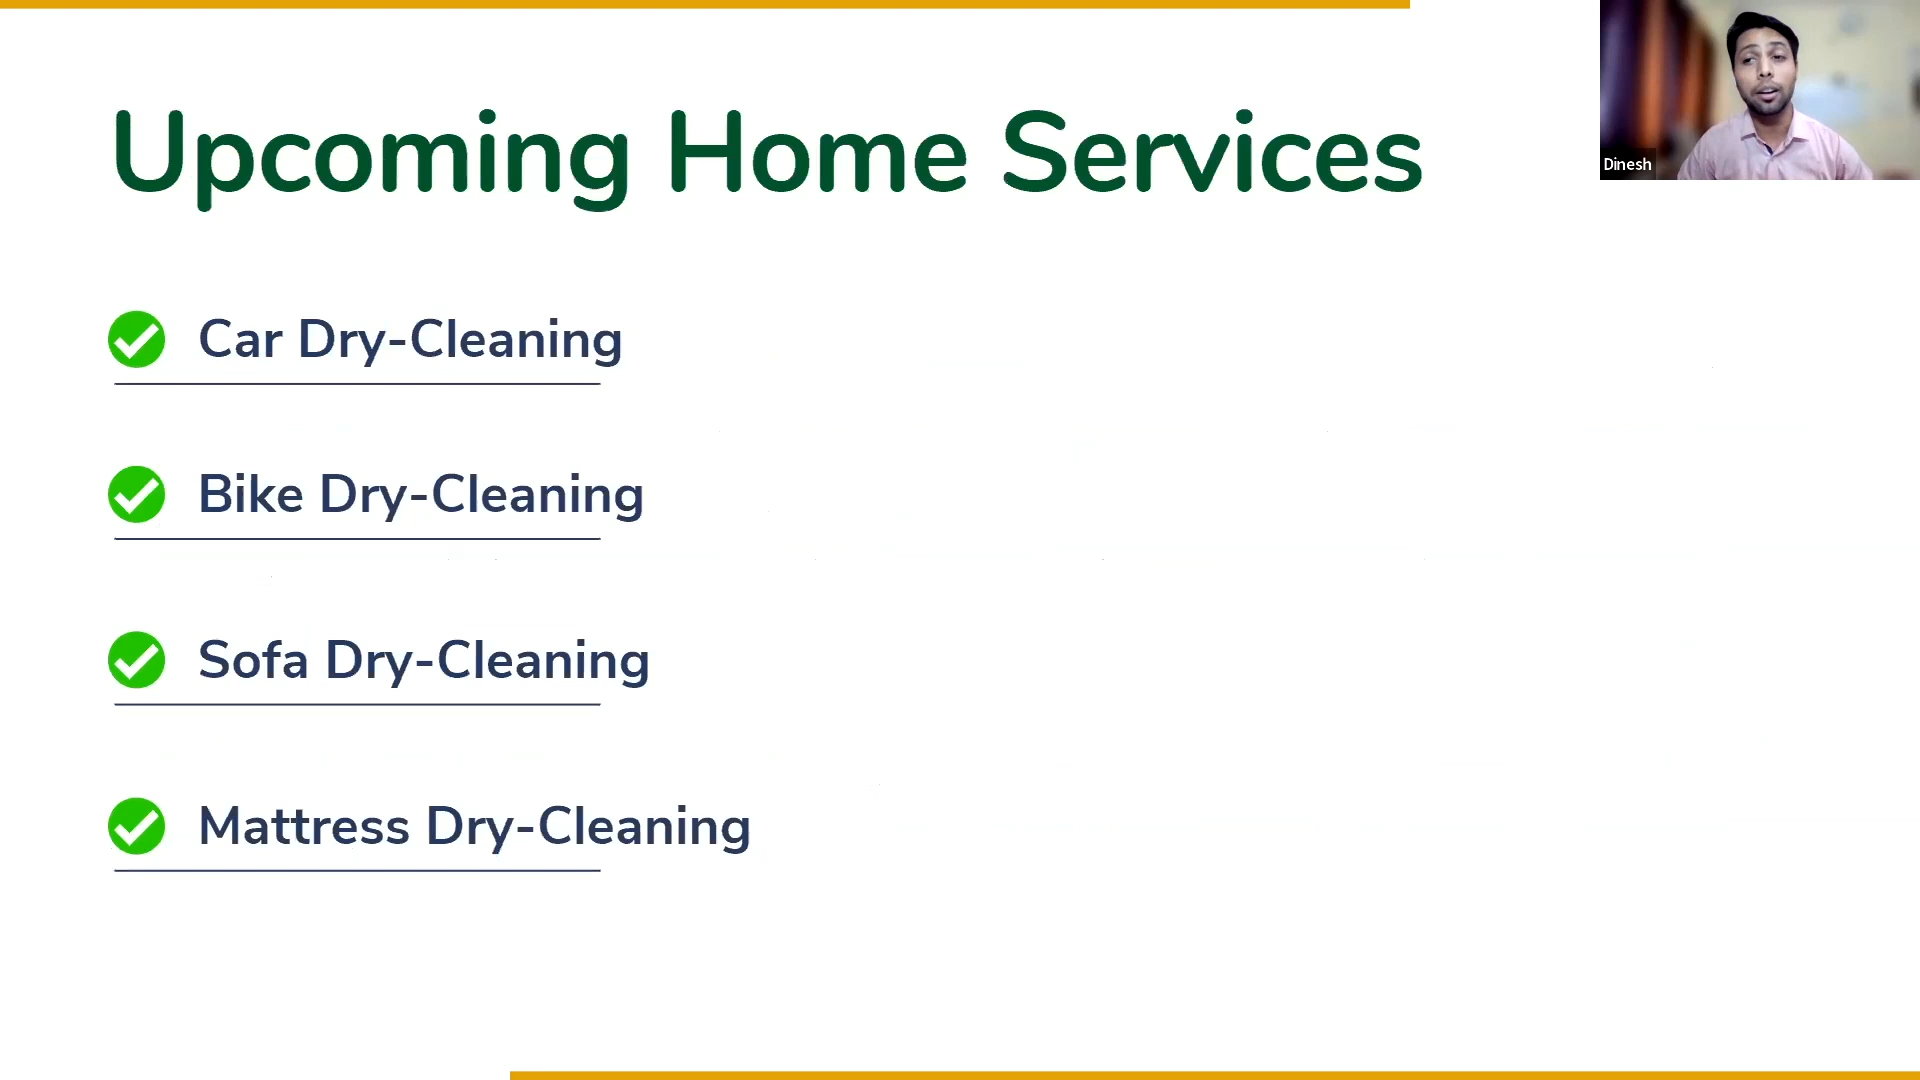 Upcoming Home Services
Dinesh
Car Dry-Cleaning
Bike Dry-Cleaning
Sofa Dry-Cleaning
Mattress Dry-Cleaning